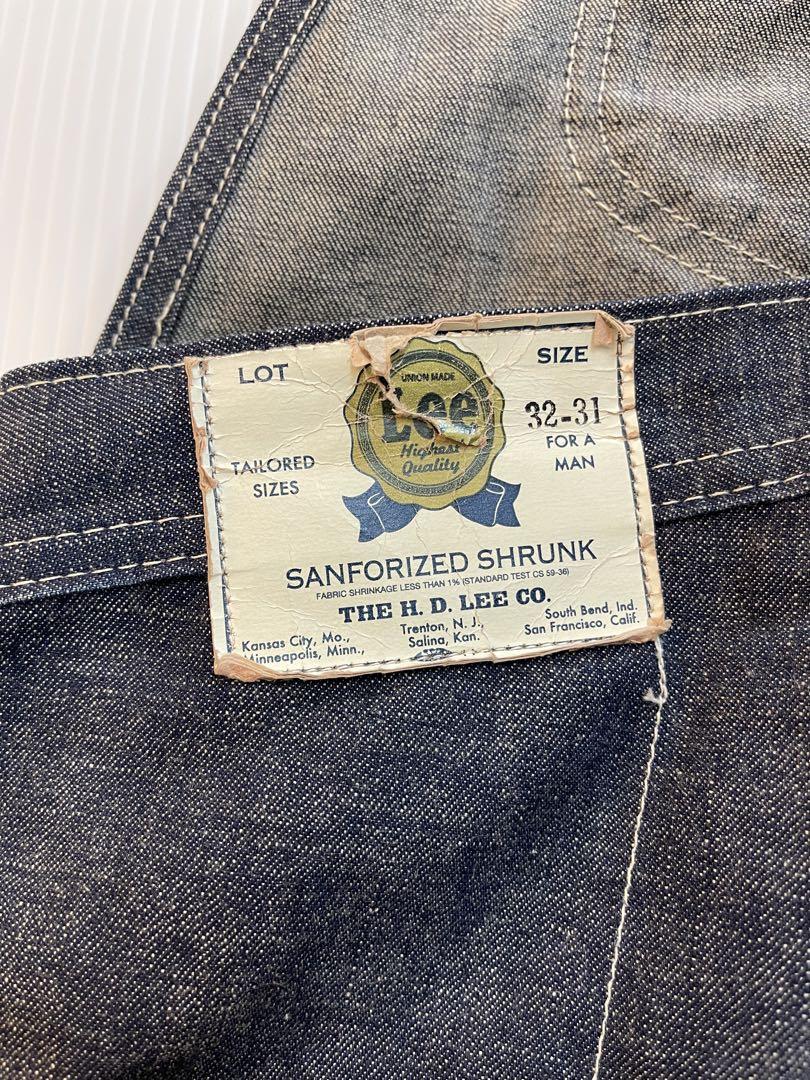 LOT
SIZE
UNION MADE
Lee
Highest
Quality
32-31
FOR A
MAN
TAILORED
SIZES
SANFORIZED SHRUNK
FABRIC SHRINKAGE LESS THAN 1% (STANDARD TEST CS 59-36)
THE H. D. LEE CO.
Kansas City, Mo.,
Minneapolis, Minn.,
Trenton, N. J.,
Salina, Kan.
South Bend, Ind.
San Francisco, Calif.